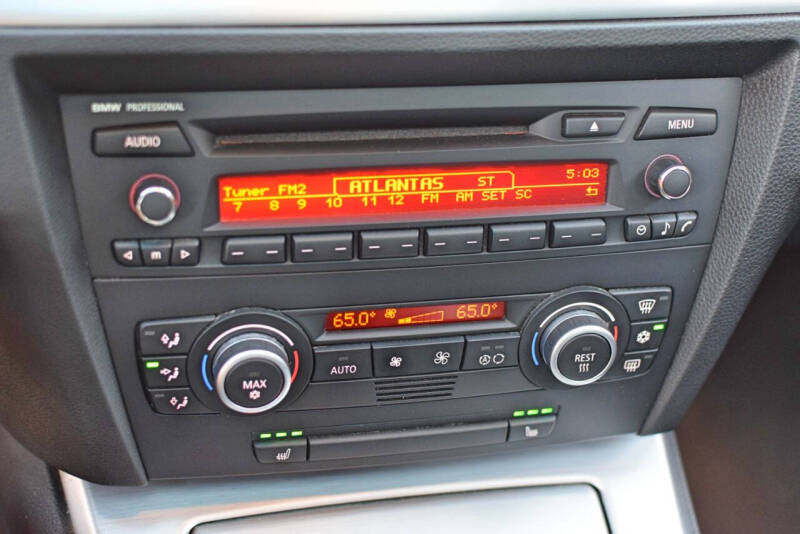 BMW PROFESSIONAL
AUDIO
MENU
Tuner FM2 ATLANTAS ST 5:03
7 8 9 10 11 12 FM AM SET SC
M
65.0° 65.0°
MAX
AUTO
REST